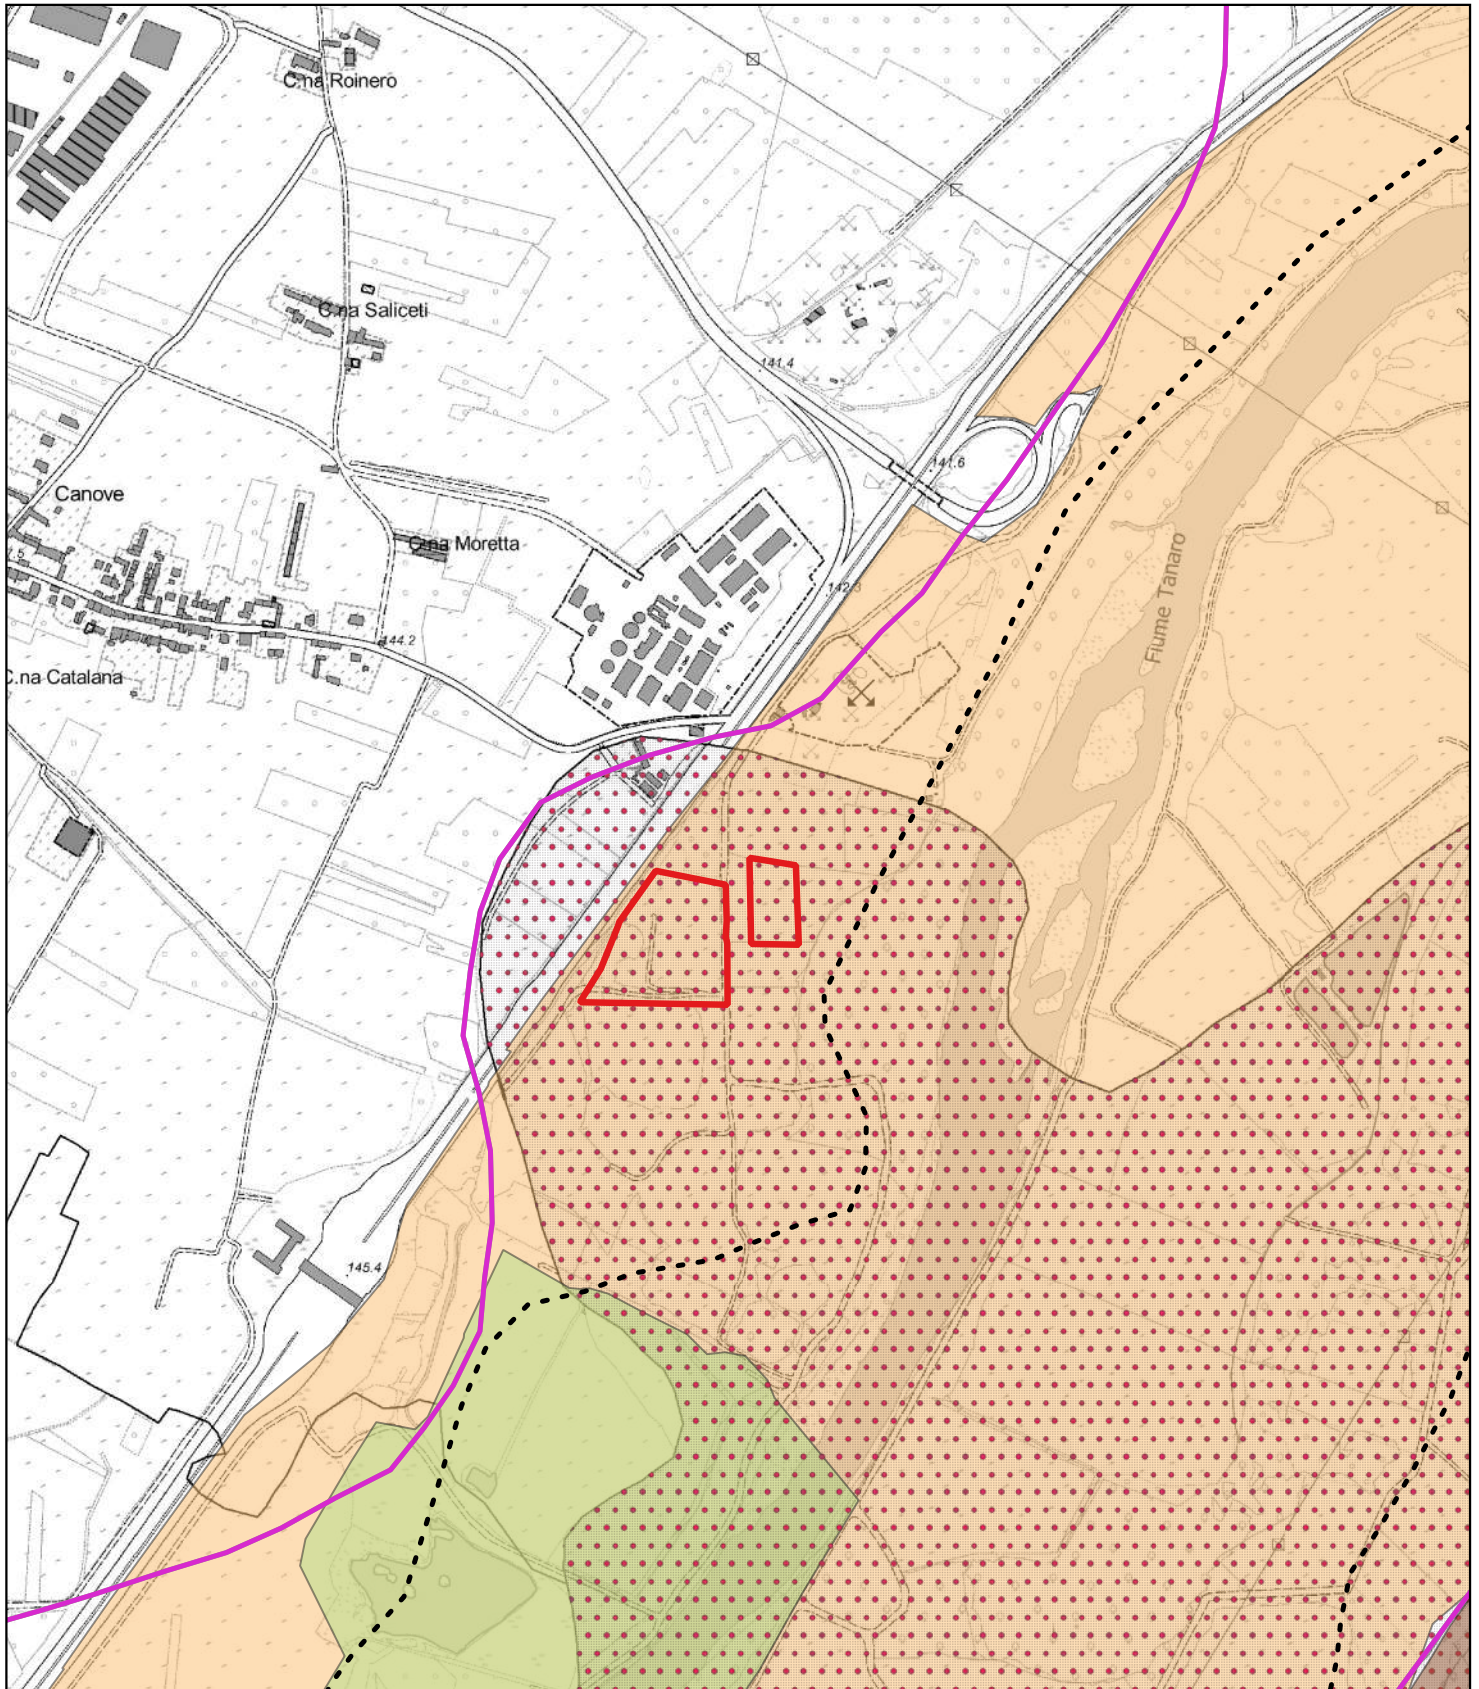 C.na Roinero
C.na Saliceti
141.4
141.6
Canove
C.na Moretta
Fiume Tanaro
142.3
144.2
C.na Catalana
145.4